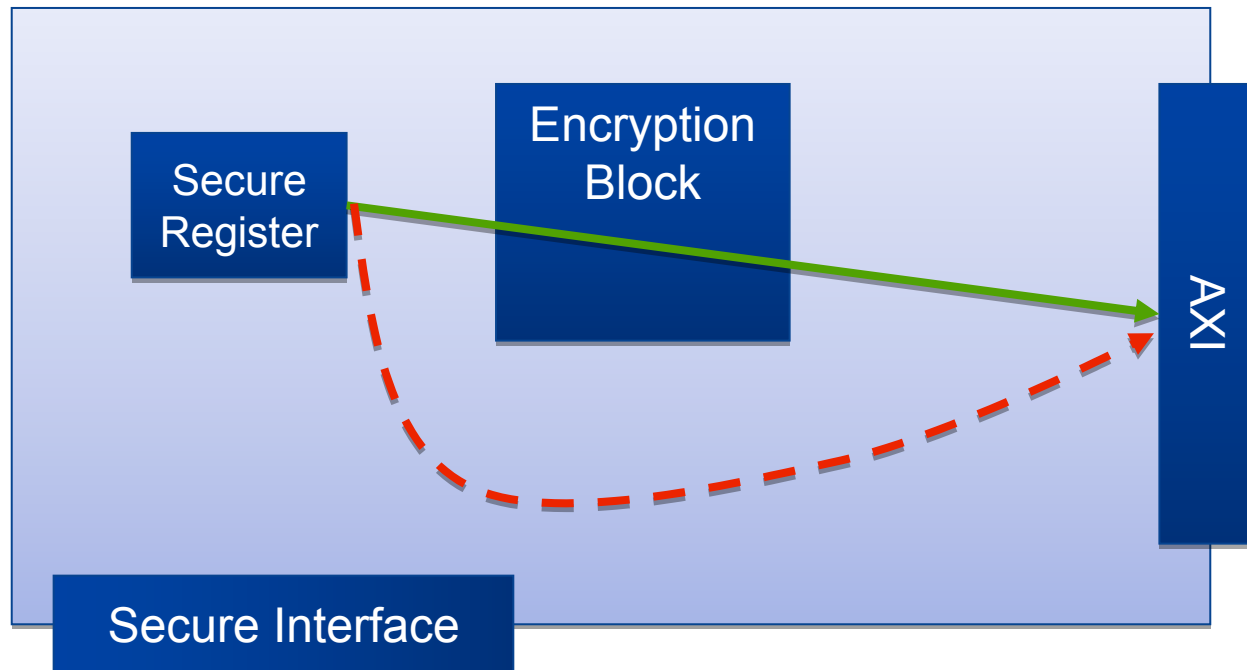 Encryption
Block
Secure
Register
AXI
Secure Interface